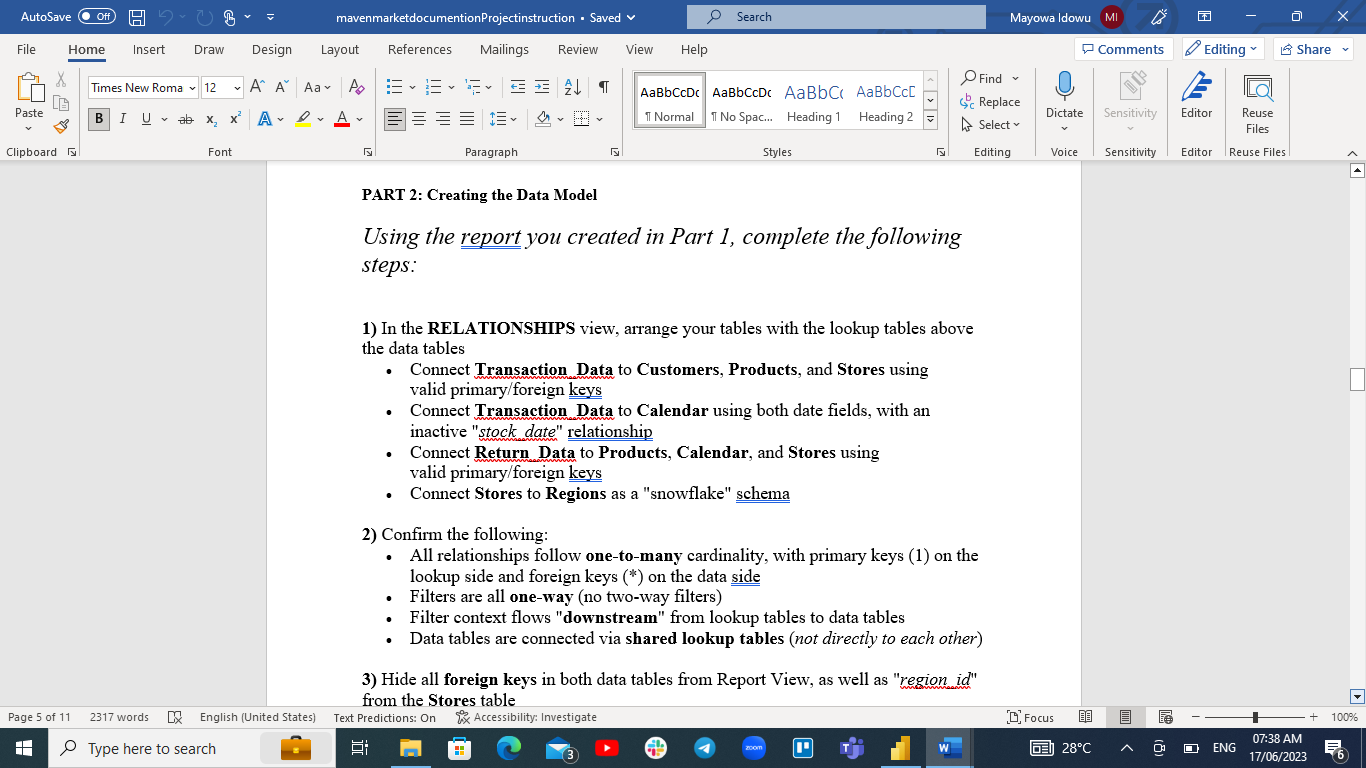 AutoSave Off mavenmarketdocumentionProjectinstruction • Saved Search Mayowa Idowu MI
File Home Insert Draw Design Layout References Mailings Review View Help Comments Editing Share
Paste
Times New Roma 12
AaBbCcDc AaBbCcDc AaBbCc AaBbCcD
¶ Normal ¶ No Spac... Heading 1 Heading 2
Find
Replace
Select
Dictate
Sensitivity
Editor
Reuse
Files
Clipboard Font Paragraph Styles Editing Voice Sensitivity Editor Reuse Files
PART 2: Creating the Data Model
Using the report you created in Part 1, complete the following
steps:
1) In the RELATIONSHIPS view, arrange your tables with the lookup tables above
the data tables
• Connect Transaction_Data to Customers, Products, and Stores using
valid primary/foreign keys
• Connect Transaction_Data to Calendar using both date fields, with an
inactive "stock_date" relationship
• Connect Return_Data to Products, Calendar, and Stores using
valid primary/foreign keys
• Connect Stores to Regions as a "snowflake" schema
2) Confirm the following:
• All relationships follow one-to-many cardinality, with primary keys (1) on the
lookup side and foreign keys (*) on the data side
• Filters are all one-way (no two-way filters)
• Filter context flows "downstream" from lookup tables to data tables
• Data tables are connected via shared lookup tables (not directly to each other)
3) Hide all foreign keys in both data tables from Report View, as well as "region_id"
from the Stores table
Page 5 of 11 2317 words English (United States) Text Predictions: On Accessibility: Investigate Focus 100%
Type here to search 3 zoom 28°C ENG 07:38 AM
17/06/2023 6